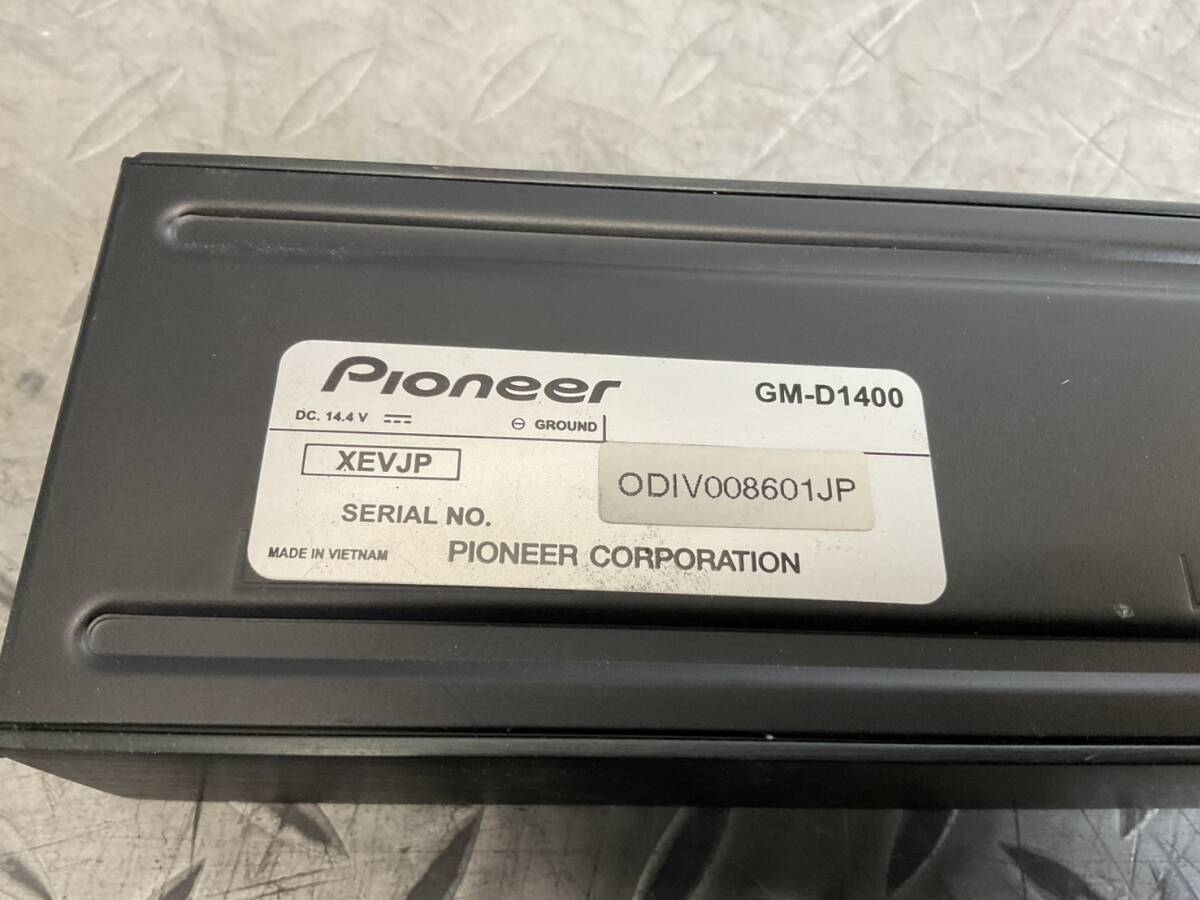 Pioneer GM-D1400
DC. 14.4 V ⎓ ⊖ GROUND
XEVJP
ODIV008601JP
SERIAL NO.
MADE IN VIETNAM PIONEER CORPORATION